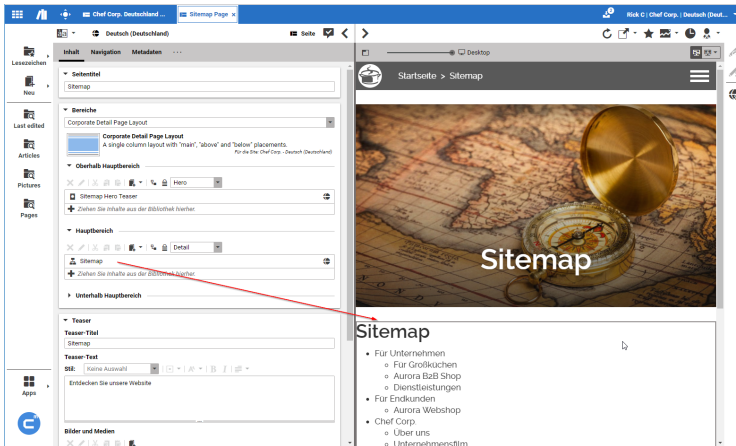 Chef Corp. Deutschland ...
Sitemap Page ×
Rick C | Chef Corp. | Deutsch (Deut...
Deutsch (Deutschland)
Seite
Lesezeichen
Neu
Last edited
Articles
Pictures
Pages
Apps
Inhalt Navigation Metadaten ...
Seitentitel
Sitemap
Bereiche
Corporate Detail Page Layout
Corporate Detail Page Layout
A single column layout with "main", "above" and "below" placements.
Für die Site: Chef Corp. - Deutsch (Deutschland)
Oberhalb Hauptbereich
Hero
Sitemap Hero Teaser
Ziehen Sie Inhalte aus der Bibliothek hierher.
Hauptbereich
Detail
Sitemap
Ziehen Sie Inhalte aus der Bibliothek hierher.
Unterhalb Hauptbereich
Teaser
Teaser-Titel
Sitemap
Teaser-Text
Stil: Keine Auswahl
B I
Entdecken Sie unsere Website
Bilder und Medien
Desktop
Startseite > Sitemap
Sitemap
Sitemap
Für Unternehmen
Für Großküchen
Aurora B2B Shop
Dienstleistungen
Für Endkunden
Aurora Webshop
Chef Corp.
Über uns
Unternehmensfilm